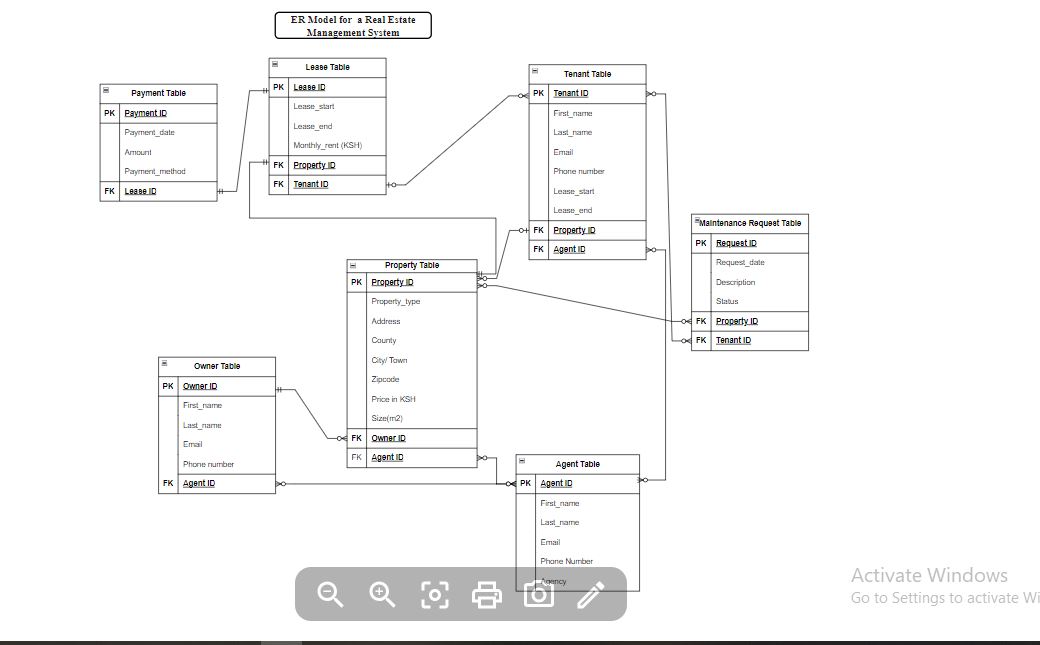 ER Model for a Real Estate
Management System
Payment Table
PK Payment ID
Payment_date
Amount
Payment_method
FK Lease ID
Lease Table
PK Lease ID
Lease_start
Lease_end
Monthly_rent (KSH)
FK Property ID
FK Tenant ID
Tenant Table
PK Tenant ID
First_name
Last_name
Email
Phone number
Lease_start
Lease_end
FK Property ID
FK Agent ID
Maintenance Request Table
PK Request ID
Request_date
Description
Status
FK Property ID
FK Tenant ID
Property Table
PK Property ID
Property_type
Address
County
City/ Town
Zipcode
Price in KSH
Size(m2)
FK Owner ID
FK Agent ID
Owner Table
PK Owner ID
First_name
Last_name
Email
Phone number
FK Agent ID
Agent Table
PK Agent ID
First_name
Last_name
Email
Phone Number
Agency
Activate Windows
Go to Settings to activate Wi